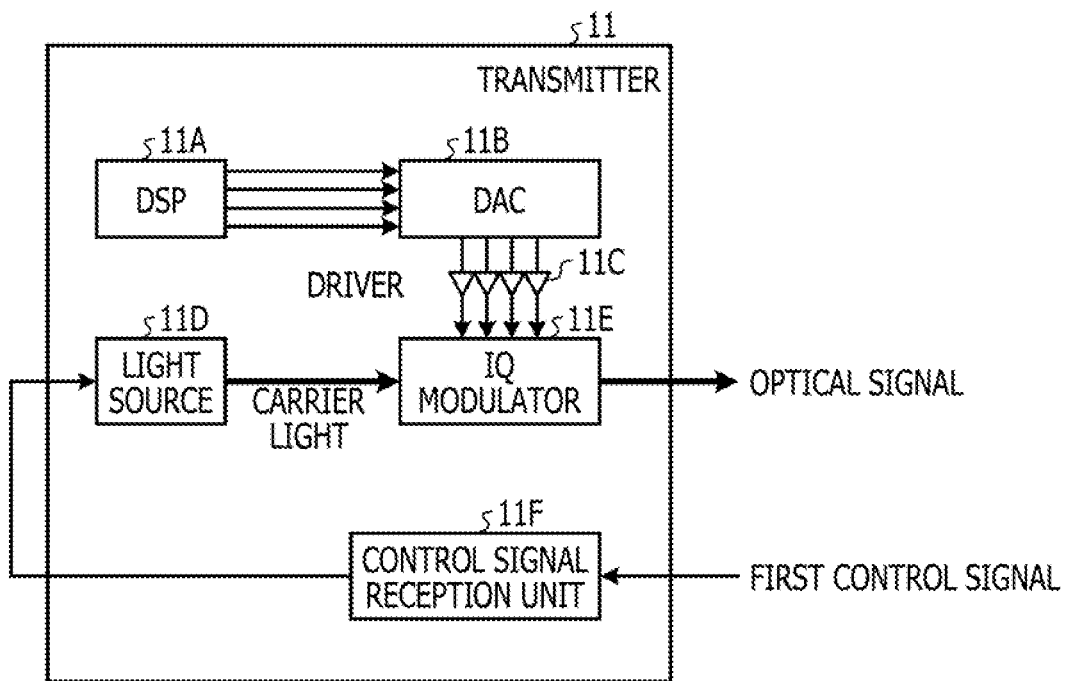 11
TRANSMITTER
11A
11B
DSP
DAC
DRIVER
11C
11D
11E
LIGHT
SOURCE
CARRIER
LIGHT
IQ
MODULATOR
OPTICAL SIGNAL
11F
CONTROL SIGNAL
RECEPTION UNIT
FIRST CONTROL SIGNAL